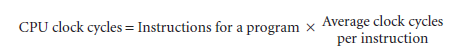 CPU clock cycles = Instructions for a program × Average clock cycles
per instruction